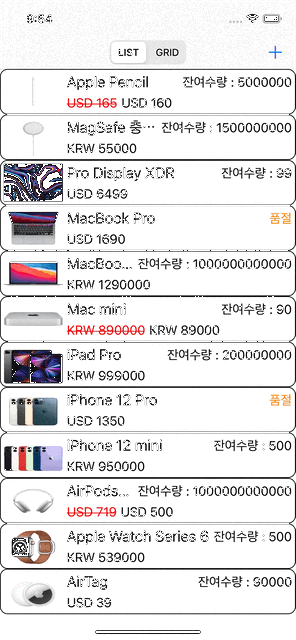 9:54
LIST GRID
Apple Pencil 잔여수량 : 5000000
USD 165 USD 160
MagSafe 충… 잔여수량 : 1500000000
KRW 55000
Pro Display XDR 잔여수량 : 99
USD 6499
MacBook Pro 품절
USD 1690
MacBoo... 잔여수량 : 1000000000000
KRW 1290000
Mac mini 잔여수량 : 90
KRW 890000 KRW 89000
iPad Pro 잔여수량 : 200000000
KRW 999000
iPhone 12 Pro 품절
USD 1350
iPhone 12 mini 잔여수량 : 500
KRW 950000
AirPods... 잔여수량 : 1000000000000
USD 719 USD 500
Apple Watch Series 6 잔여수량 : 500
KRW 539000
AirTag 잔여수량 : 90000
USD 39